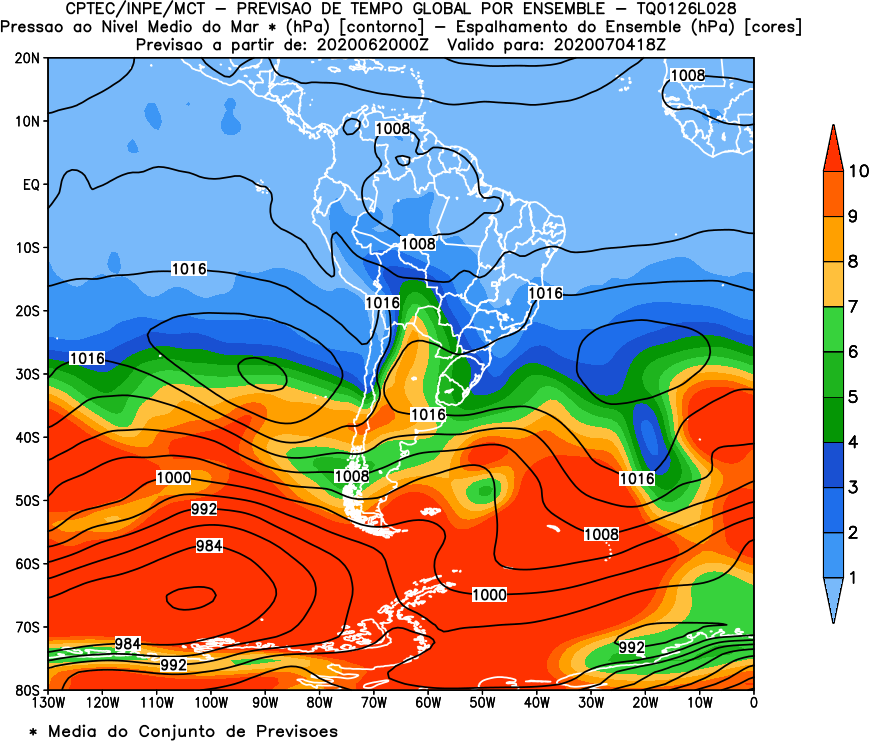 CPTEC/INPE/MCT – PREVISAO DE TEMPO GLOBAL POR ENSEMBLE – TQ0126L028
Pressao ao Nivel Medio do Mar * (hPa) [contorno] – Espalhamento do Ensemble (hPa) [cores]
Previsao a partir de: 2020062000Z Valido para: 2020070418Z
20N
1008
10N
1008
10
EQ
9
10S
1008
8
1016
1016
1016
20S
7
1016
6
30S
1016
5
40S
4
1000
1008
1016
3
50S
992
2
1008
984
60S
1
1000
70S
984
992
992
80S
130W 120W 110W 100W 90W 80W 70W 60W 50W 40W 30W 20W 10W 0
* Media do Conjunto de Previsoes